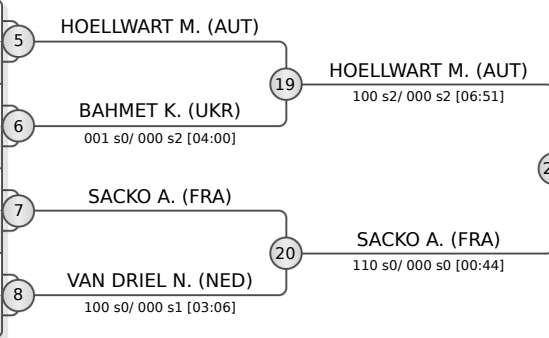 HOELLWART M. (AUT)
5
19
HOELLWART M. (AUT)
100 s2/ 000 s2 [06:51]
BAHMET K. (UKR)
6
001 s0/ 000 s2 [04:00]
SACKO A. (FRA)
7
20
SACKO A. (FRA)
110 s0/ 000 s0 [00:44]
VAN DRIEL N. (NED)
8
100 s0/ 000 s1 [03:06]